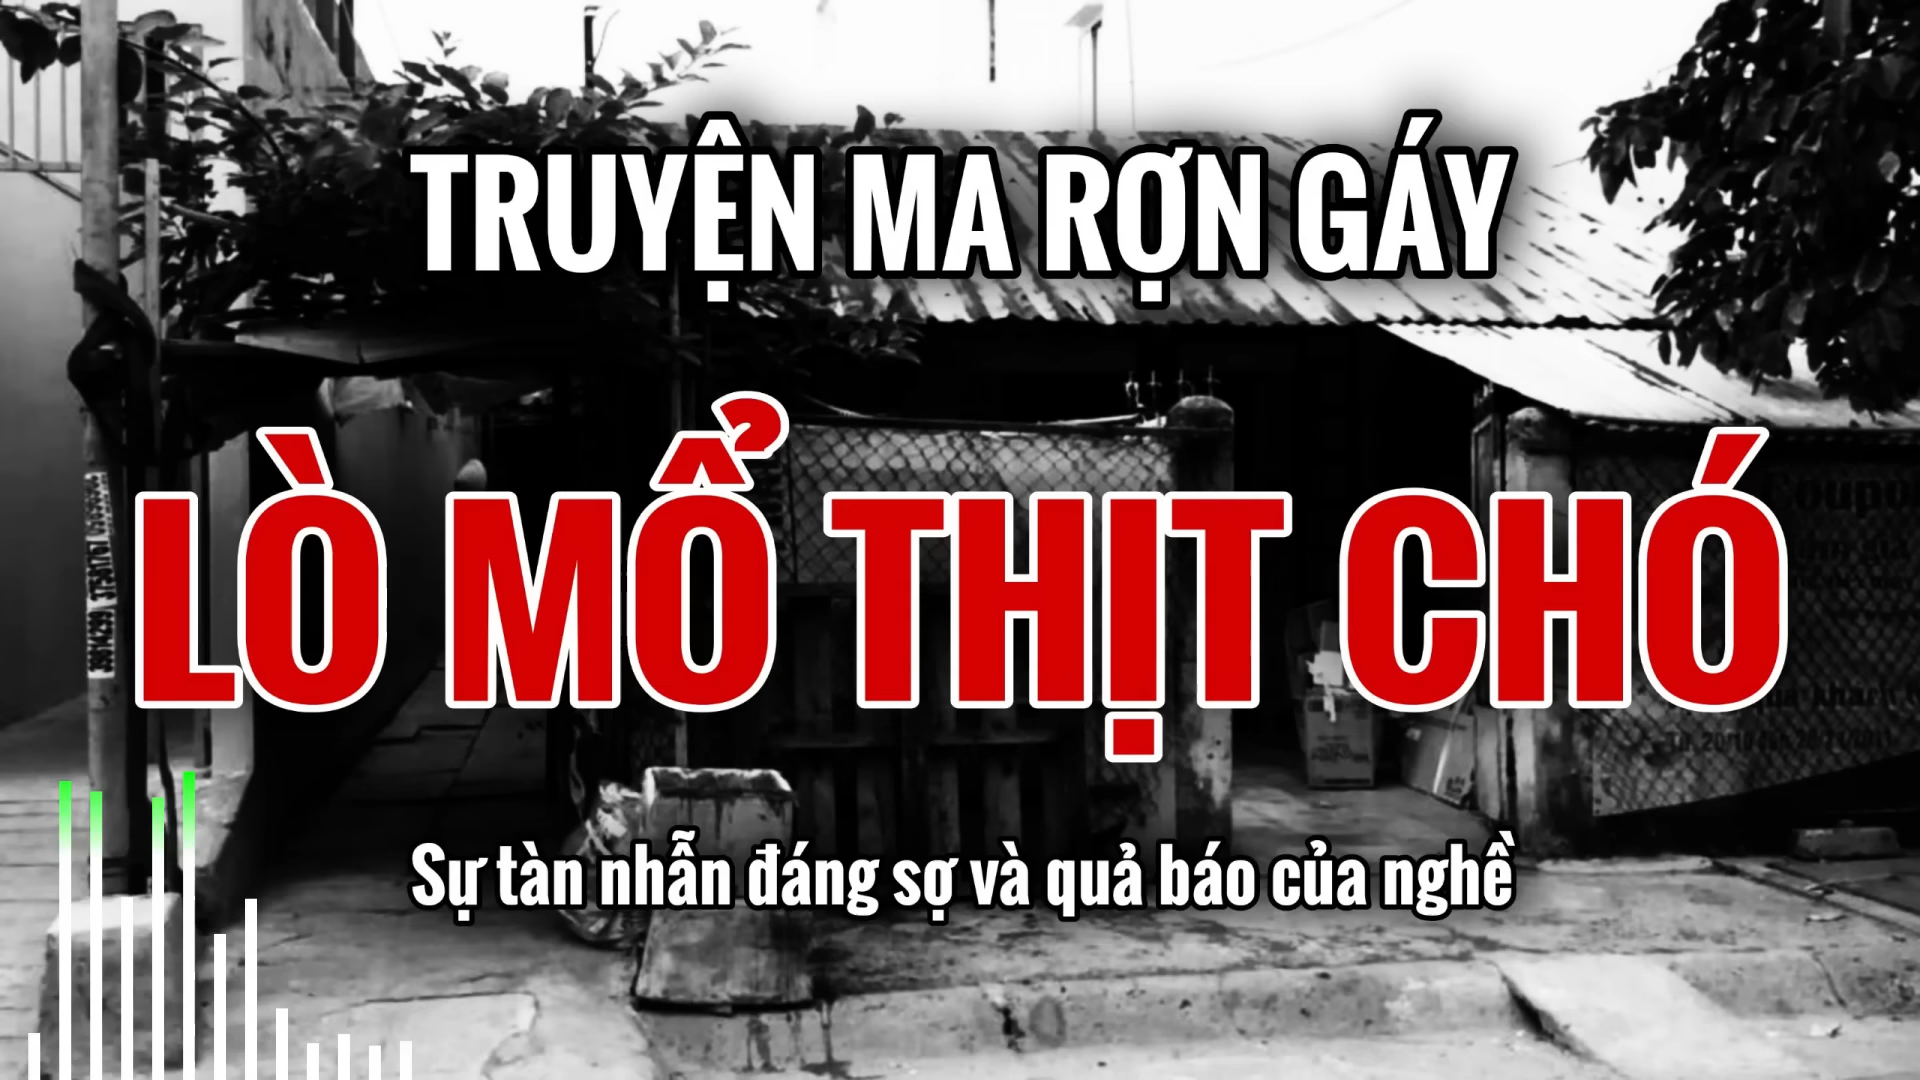 TRUYỆN MA RỢN GÁY
LÒ MỔ THỊT CHÓ
Sự tàn nhẫn đáng sợ và quả báo của nghề